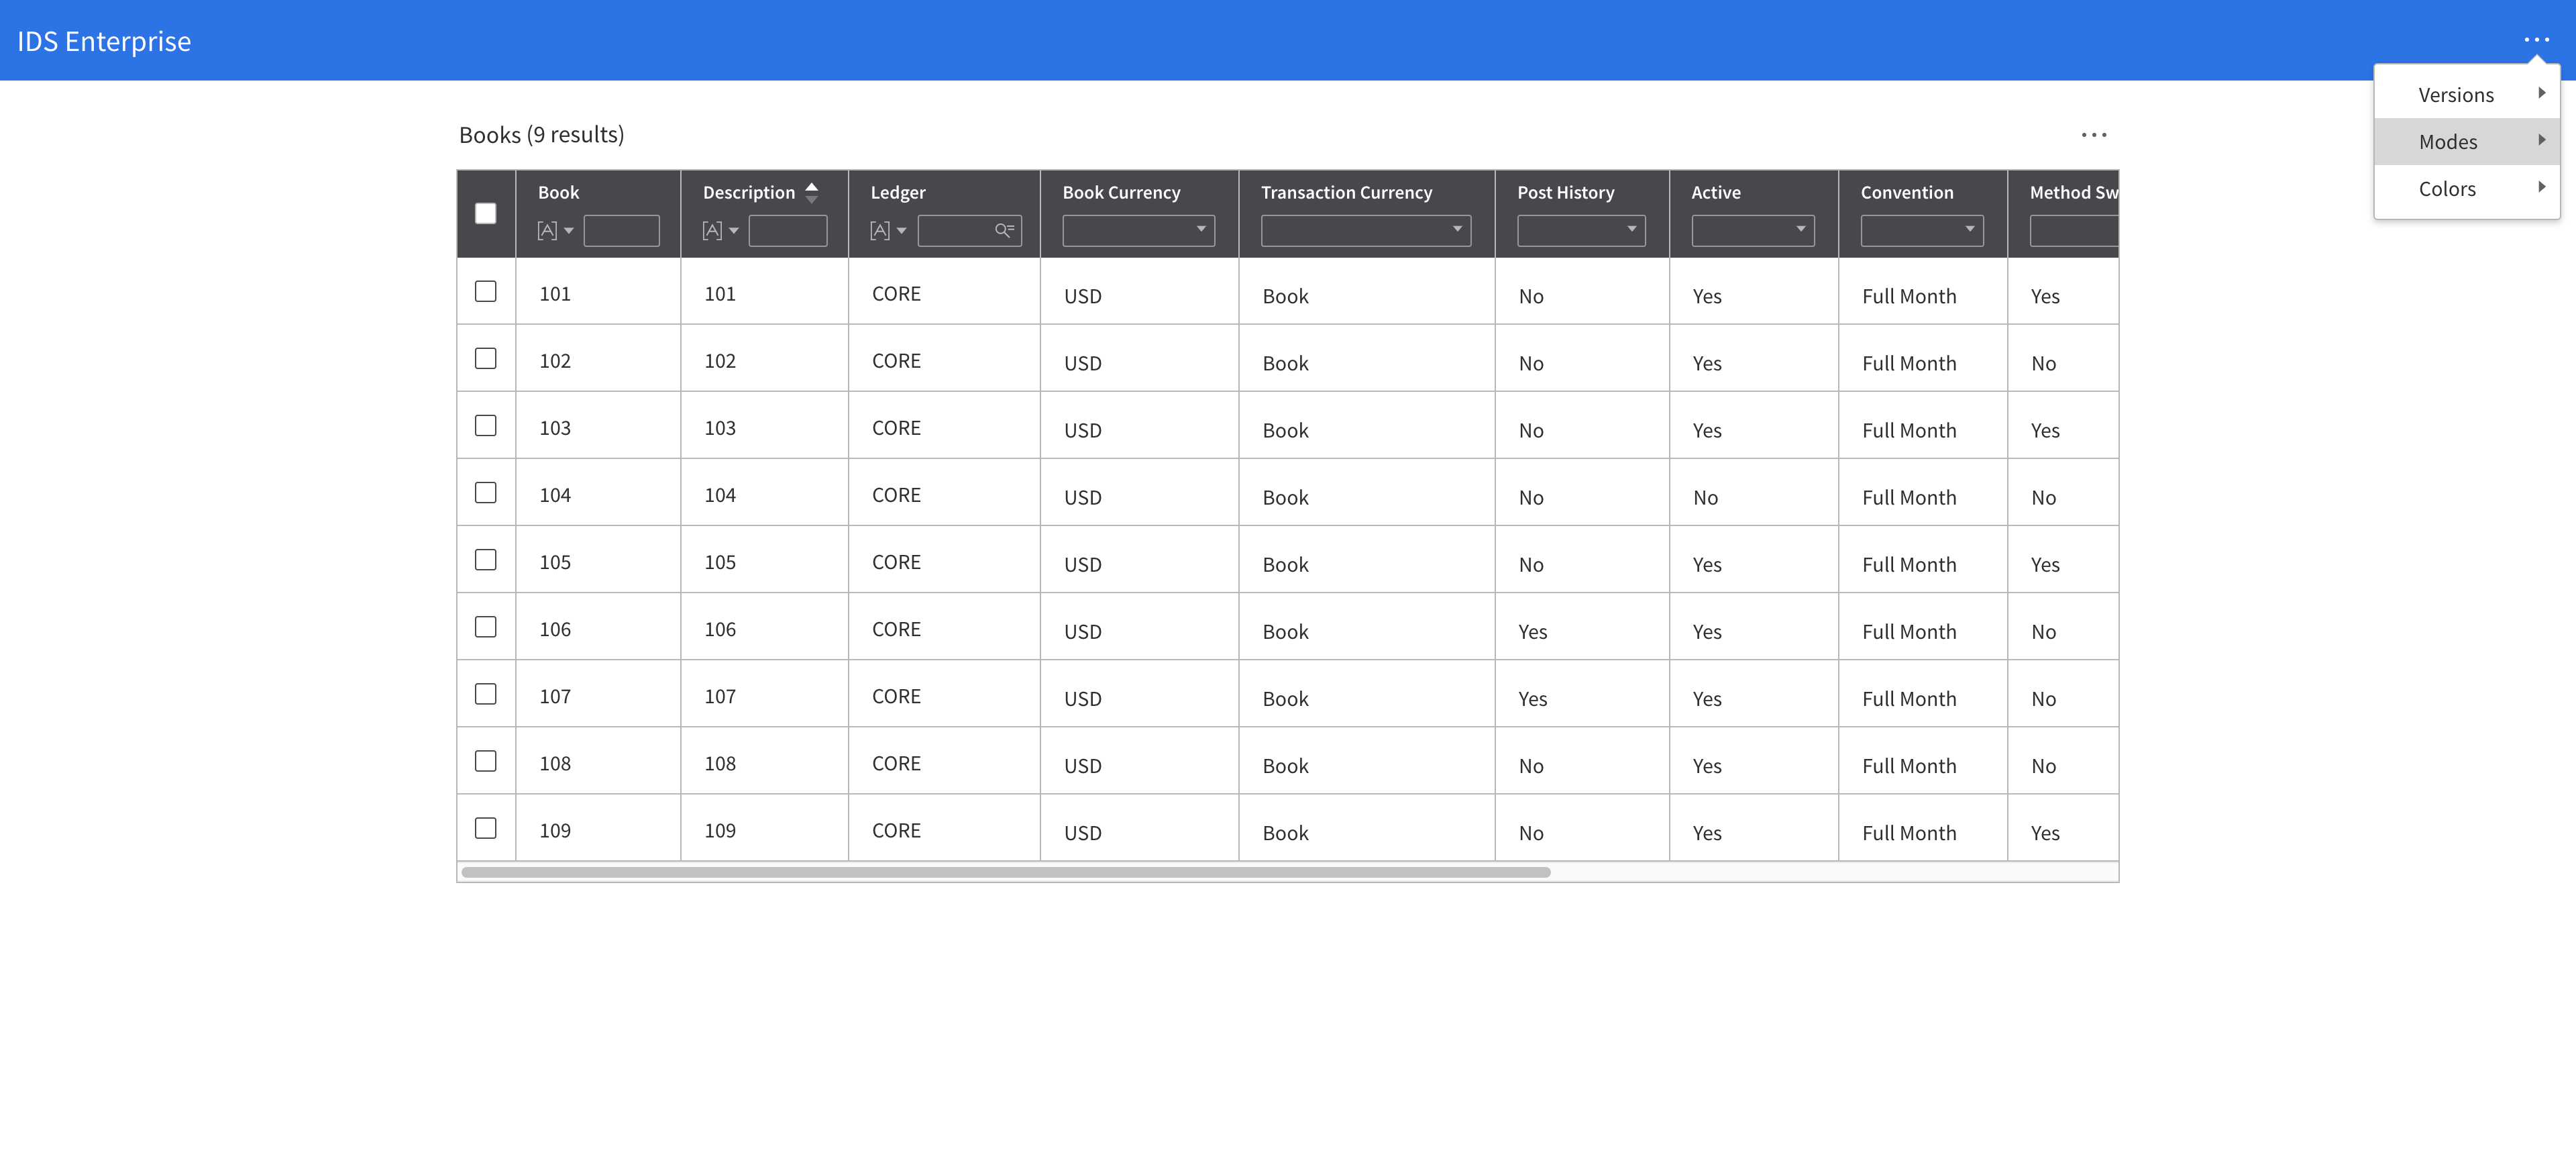 IDS Enterprise
Versions
Modes
Colors
Books (9 results)
Book Description Ledger Book Currency Transaction Currency Post History Active Convention Method Sw
101 101 CORE USD Book No Yes Full Month Yes
102 102 CORE USD Book No Yes Full Month No
103 103 CORE USD Book No Yes Full Month Yes
104 104 CORE USD Book No No Full Month No
105 105 CORE USD Book No Yes Full Month Yes
106 106 CORE USD Book Yes Yes Full Month No
107 107 CORE USD Book Yes Yes Full Month No
108 108 CORE USD Book No Yes Full Month No
109 109 CORE USD Book No Yes Full Month Yes